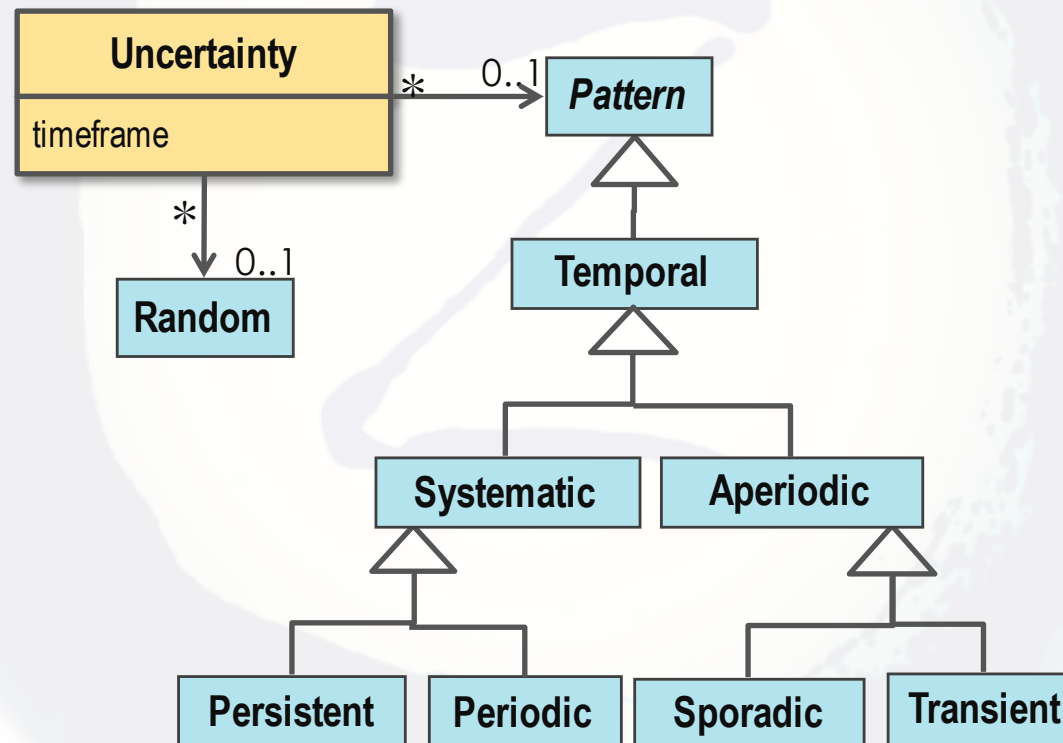 Uncertainty
timeframe
* 0..1
Pattern
*
0..1
Random
Temporal
Systematic
Aperiodic
Persistent
Periodic
Sporadic
Transient